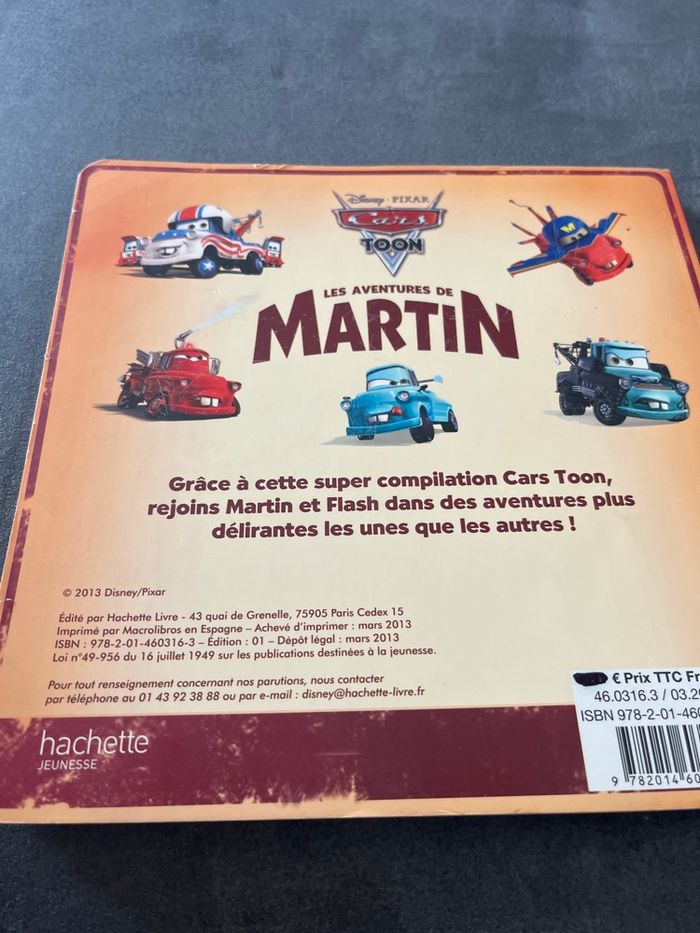 Disney · PIXAR
Cars
TOON
LES AVENTURES DE
MARTIN
M
Grâce à cette super compilation Cars Toon,
rejoins Martin et Flash dans des aventures plus
délirantes les unes que les autres !
© 2013 Disney/Pixar
Édité par Hachette Livre - 43 quai de Grenelle, 75905 Paris Cedex 15
Imprimé par Macrolibros en Espagne – Achevé d'imprimer : mars 2013
ISBN : 978-2-01-460316-3 – Édition : 01 – Dépôt légal : mars 2013
Loi n°49-956 du 16 juillet 1949 sur les publications destinées à la jeunesse.
Pour tout renseignement concernant nos parutions, nous contacter
par téléphone au 01 43 92 38 88 ou par e-mail : disney@hachette-livre.fr
hachette
JEUNESSE
€ Prix TTC Fr
46.0316.3 / 03.2
ISBN 978-2-01-460
9 782014 60